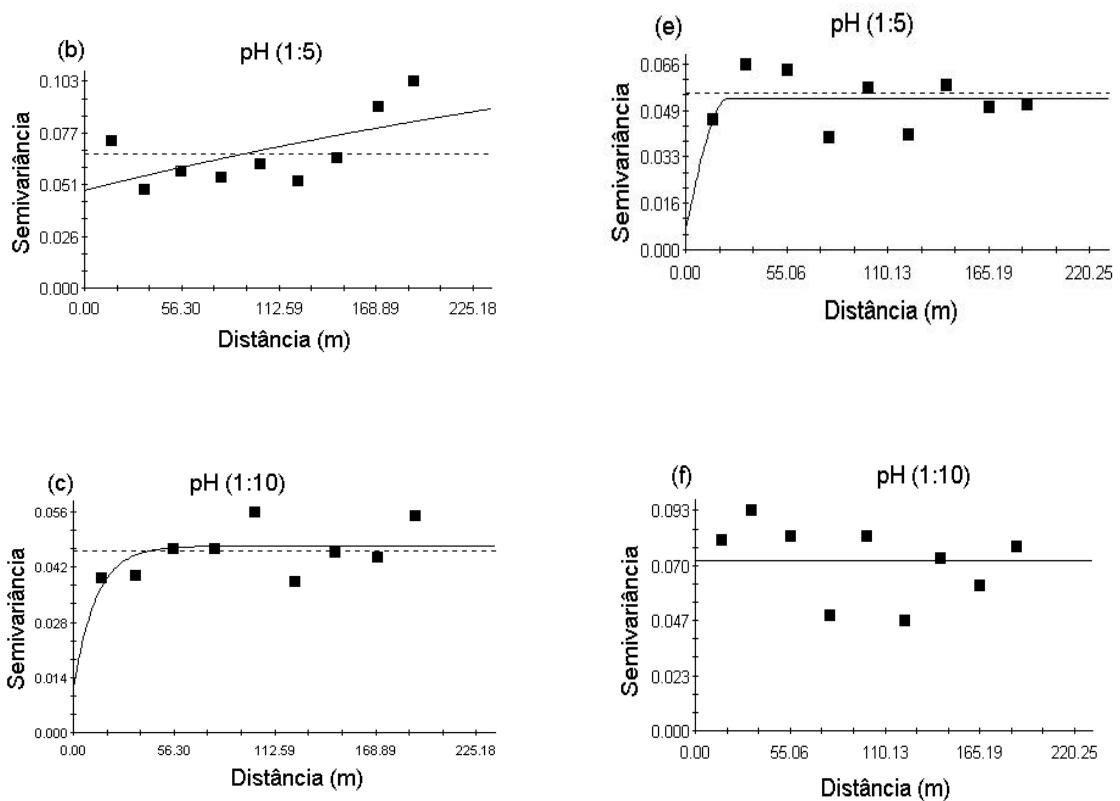 (b)
pH (1:5)
0.103
0.077
0.051
0.026
0.000
Semivariância
0.00 56.30 112.59 168.89 225.18
Distância (m)
(e)
pH (1:5)
0.066
0.049
0.033
0.016
0.000
Semivariância
0.00 55.06 110.13 165.19 220.25
Distância (m)
(c)
pH (1:10)
0.056
0.042
0.028
0.014
0.000
Semivariância
0.00 56.30 112.59 168.89 225.18
Distância (m)
(f)
pH (1:10)
0.093
0.070
0.047
0.023
0.000
Semivariância
0.00 55.06 110.13 165.19 220.25
Distância (m)